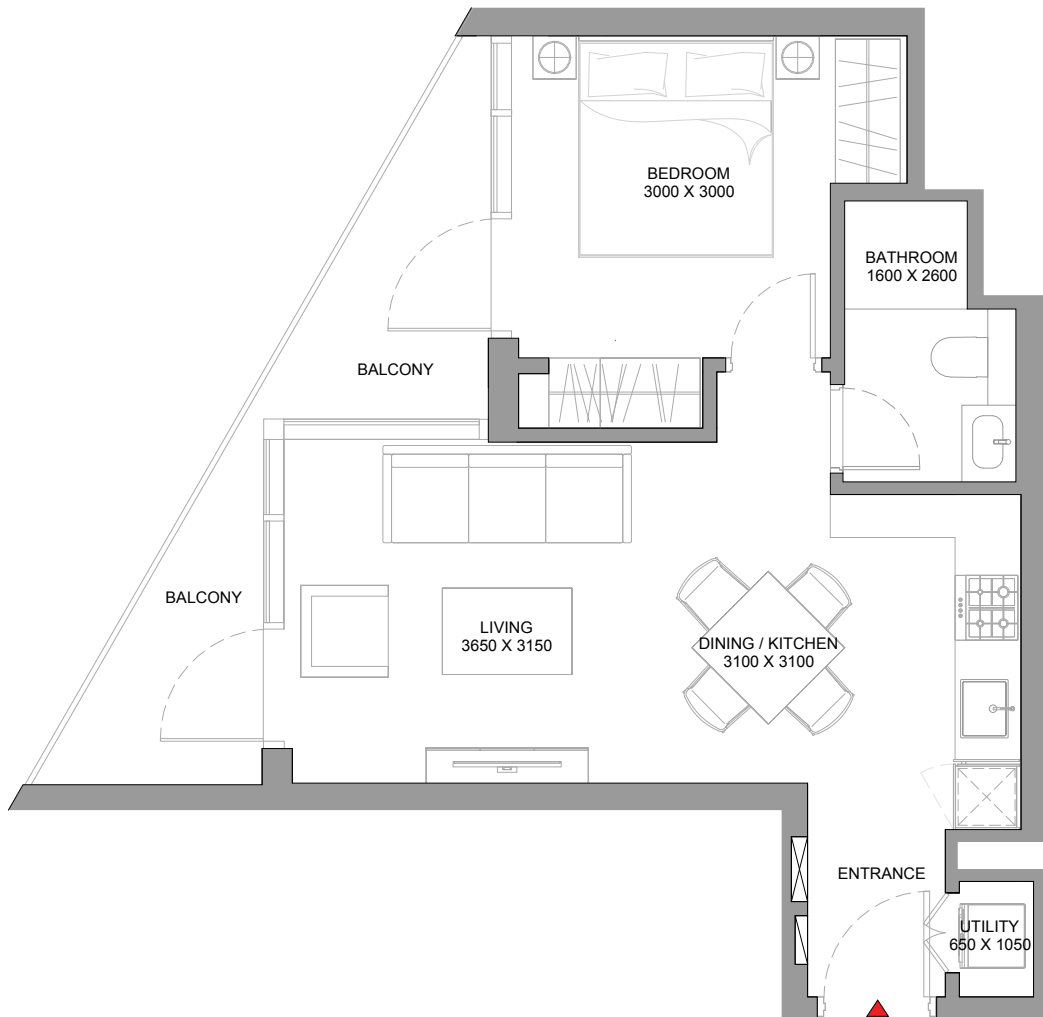 BEDROOM
3000 X 3000
BATHROOM
1600 X 2600
BALCONY
BALCONY
LIVING
3650 X 3150
DINING / KITCHEN
3100 X 3100
ENTRANCE
UTILITY
650 X 1050